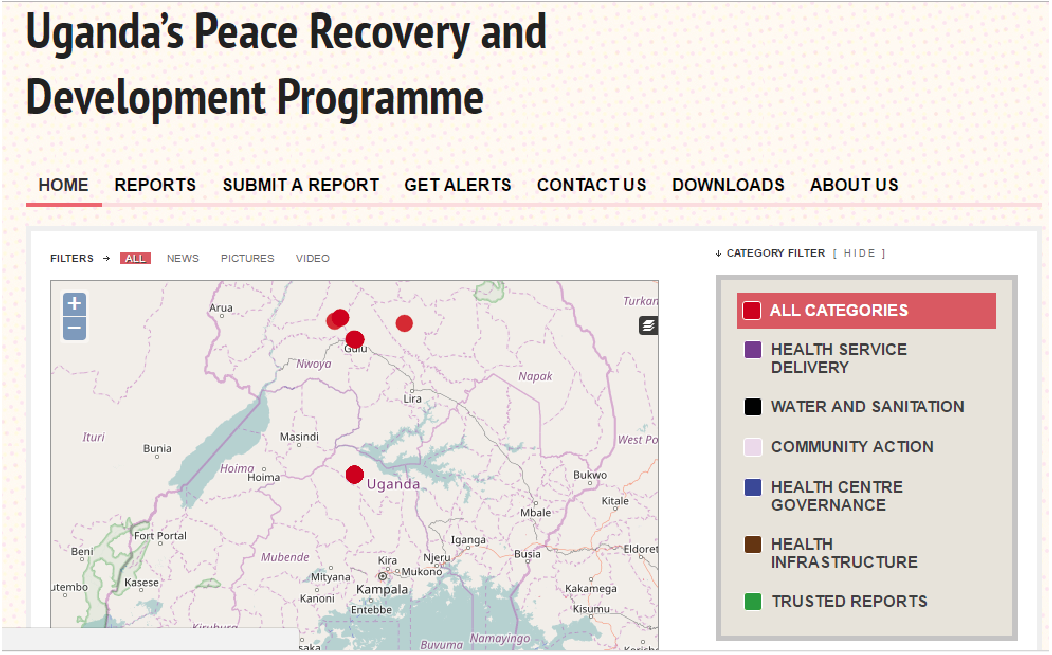 Uganda's Peace Recovery and
Development Programme
HOME REPORTS SUBMIT A REPORT GET ALERTS CONTACT US DOWNLOADS ABOUT US
FILTERS → ALL NEWS PICTURES VIDEO
↓ CATEGORY FILTER [ HIDE ]
ALL CATEGORIES
HEALTH SERVICE
DELIVERY
WATER AND SANITATION
COMMUNITY ACTION
HEALTH CENTRE
GOVERNANCE
HEALTH
INFRASTRUCTURE
TRUSTED REPORTS
+
−
Arua
Turkan
Gulu
Nwoya
Napak
Lira
Ituri
Bunia
Masindi
West Po
Hoima
Hoima
Uganda
Bukwo
Kitale
Mbale
Fort Portal
Iganga
Beni
Mubende
Kira
Njeru
Busia
Eldoret
Mityana
Mukono
utembo
Kasese
Kampala
Kakamega
Kanoni
Entebbe
Kisumu
Kiruhura
saka
Buvuma
Namayingo